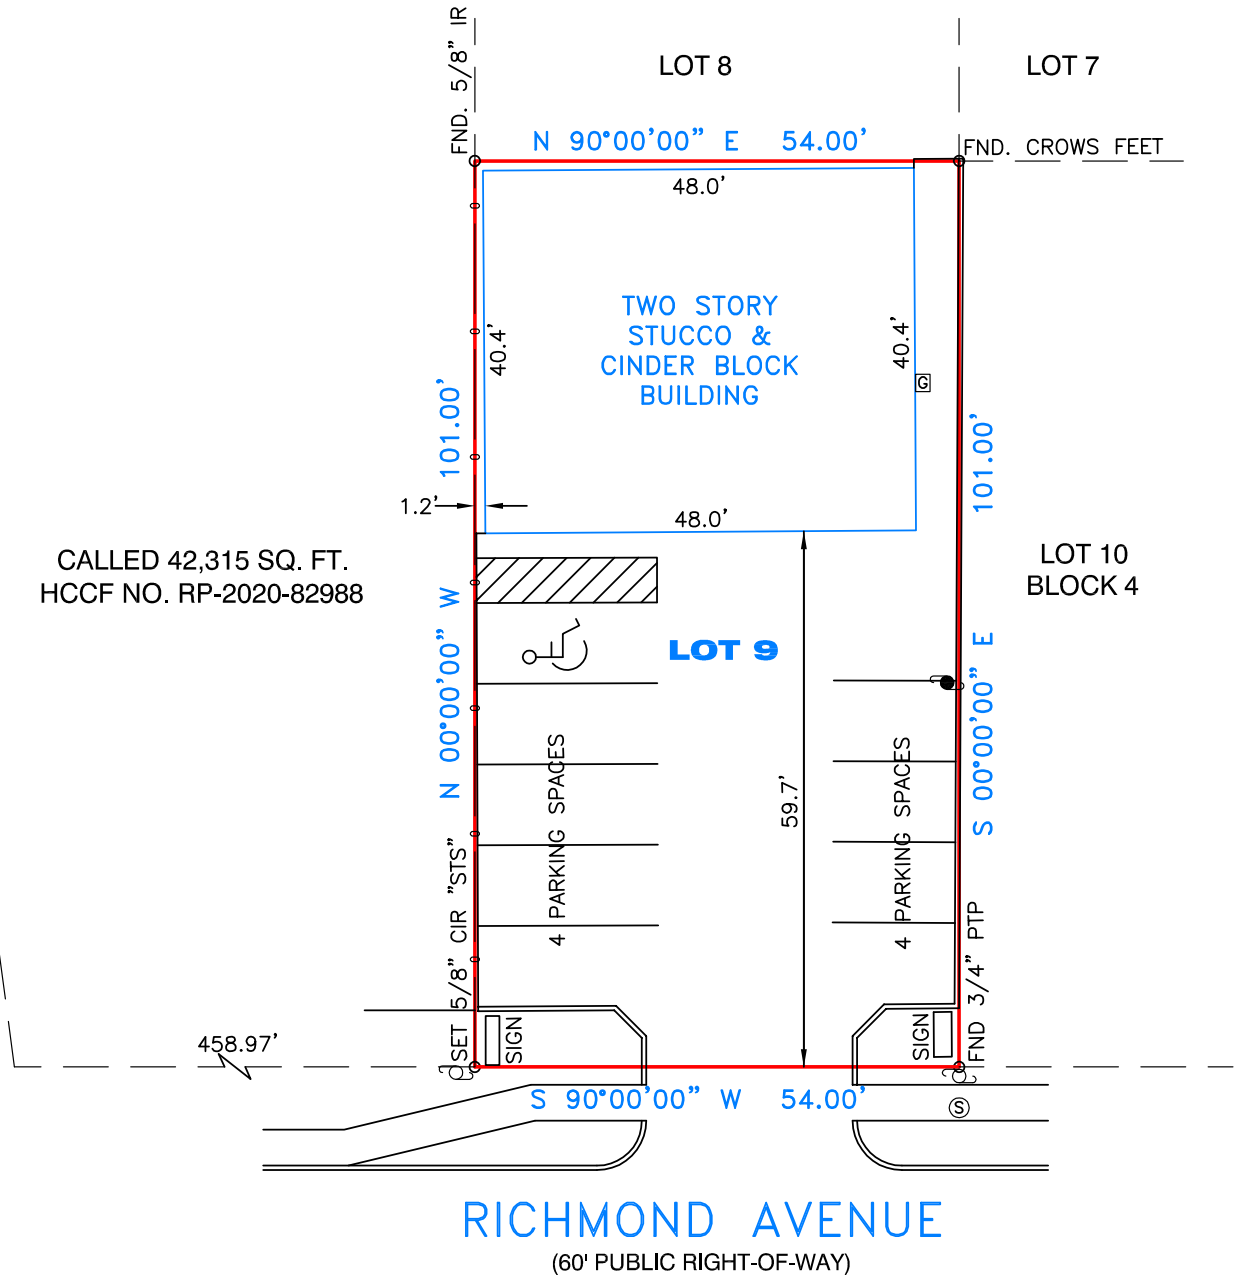 FND. 5/8" IR
LOT 8
LOT 7
N 90°00'00" E 54.00'
FND. CROWS FEET
48.0'
TWO STORY
STUCCO &
CINDER BLOCK
BUILDING
40.4'
40.4'
G
N 00°00'00" W 101.00'
S 00°00'00" E 101.00'
1.2'
48.0'
CALLED 42,315 SQ. FT.
HCCF NO. RP-2020-82988
LOT 10
BLOCK 4
LOT 9
4 PARKING SPACES
59.7'
4 PARKING SPACES
SET 5/8" CIR "STS"
FND 3/4" PTP
SIGN
SIGN
458.97'
S 90°00'00" W 54.00'
S
RICHMOND AVENUE
(60' PUBLIC RIGHT-OF-WAY)